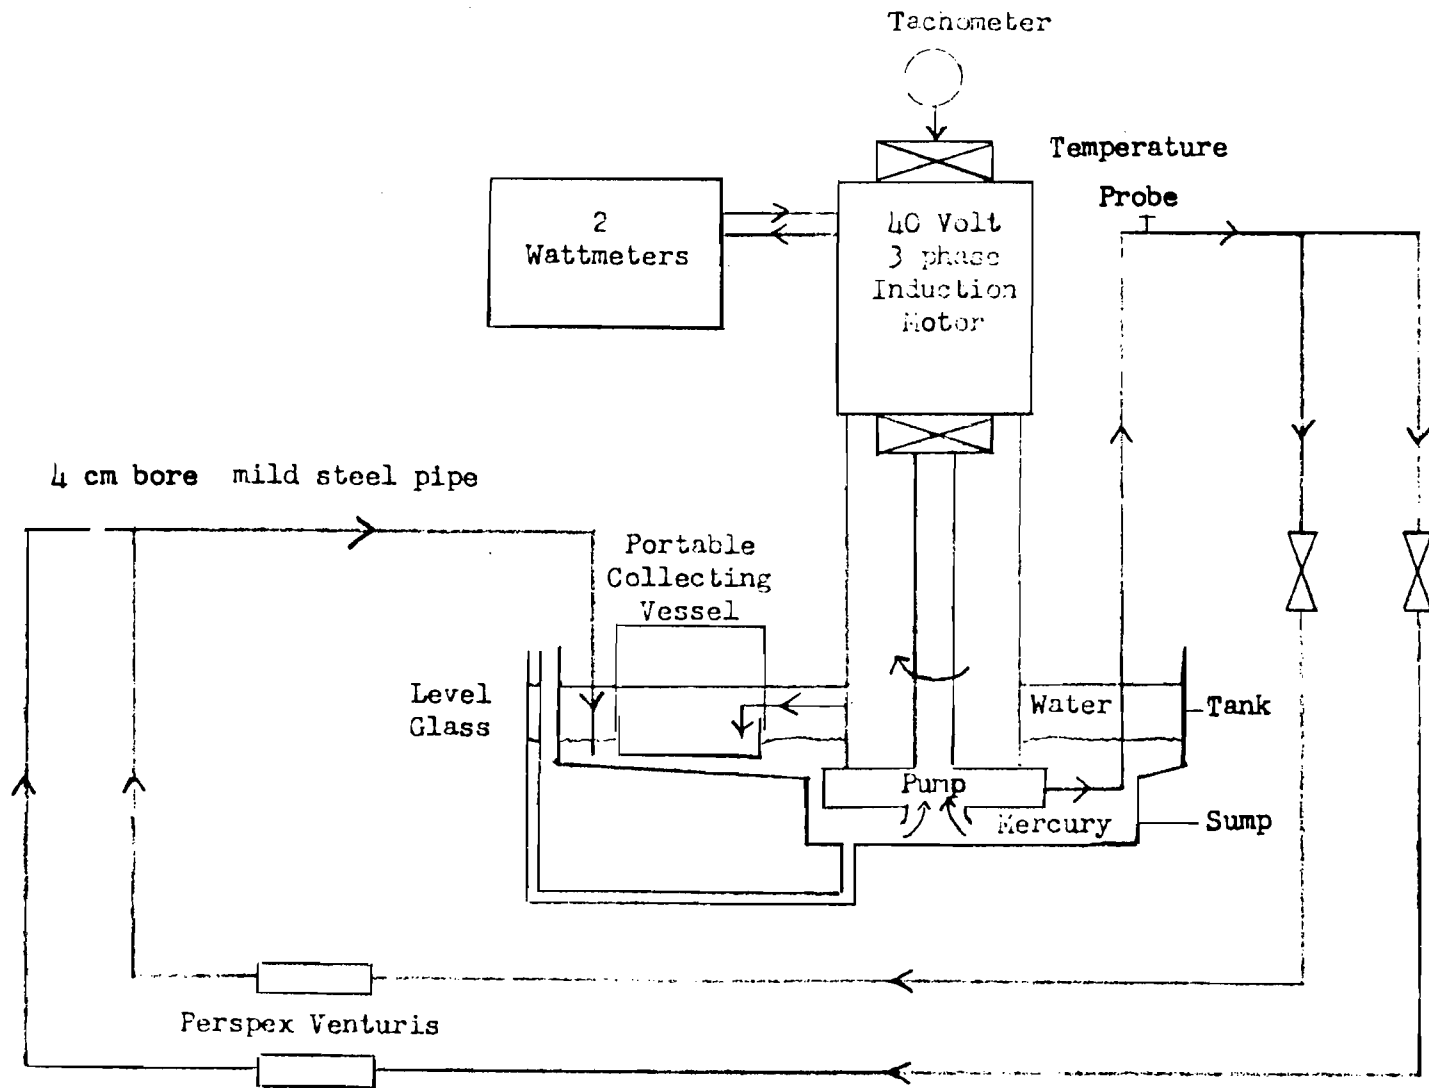 Tachometer
Temperature
Probe
2
Wattmeters
40 Volt
3 phase
Induction
Motor
4 cm bore mild steel pipe
Portable
Collecting
Vessel
Level
Glass
Water
Tank
Pump
Mercury
Sump
Perspex Venturis